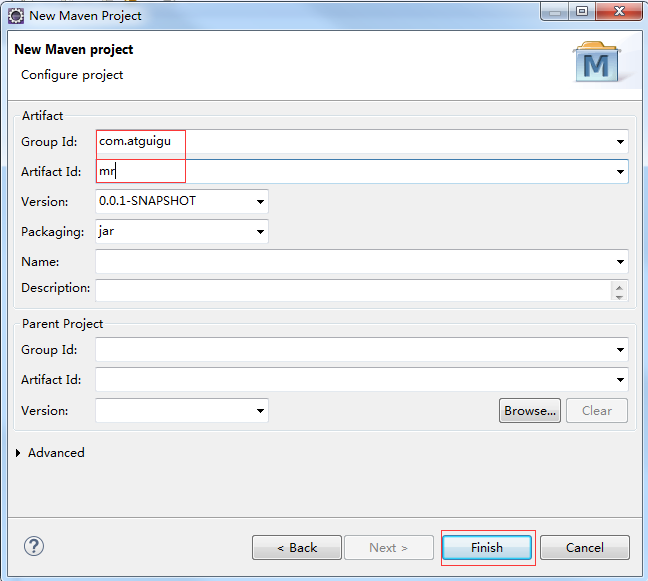 New Maven Project
New Maven project
Configure project
M
Artifact
Group Id: com.atguigu
Artifact Id: mr
Version: 0.0.1-SNAPSHOT
Packaging: jar
Name:
Description:
Parent Project
Group Id:
Artifact Id:
Version: Browse... Clear
Advanced
? < Back Next > Finish Cancel